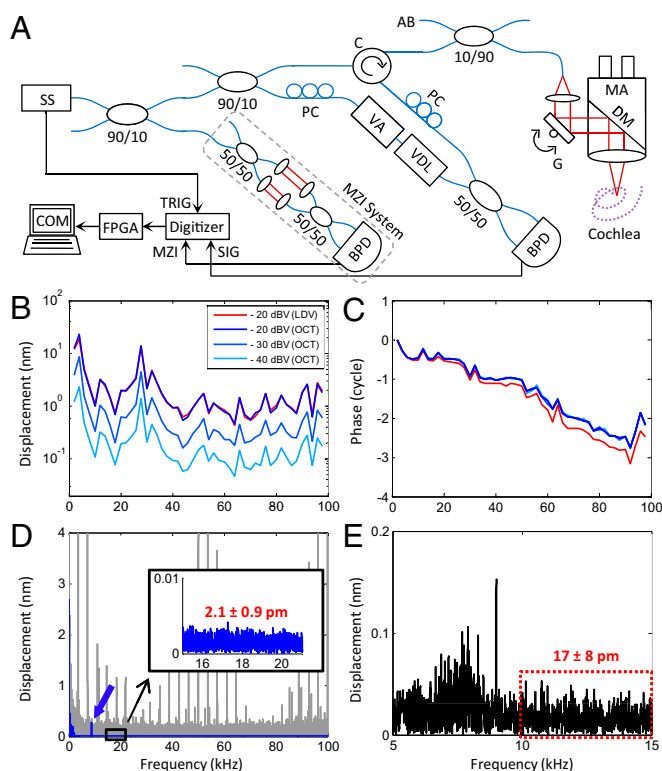 A
SS
90/10
90/10
PC
C
AB
10/90
PC
VA
VDL
50/50
MA
DM
G
Cochlea
50/50
50/50
MZI System
BPD
BPD
COM
FPGA
Digitizer
TRIG
MZI
SIG
B
Displacement (nm)
10²
10¹
10⁰
10⁻¹
0 20 40 60 80 100
- 20 dBV (LDV)
- 20 dBV (OCT)
- 30 dBV (OCT)
- 40 dBV (OCT)
C
Phase (cycle)
1
0
-1
-2
-3
-4
0 20 40 60 80 100
D
Displacement (nm)
4
3
2
1
0
0 20 40 60 80 100
Frequency (kHz)
0.01
0
2.1 ± 0.9 pm
16 18 20
E
Displacement (nm)
0.2
0.1
0
17 ± 8 pm
5 10 15
Frequency (kHz)